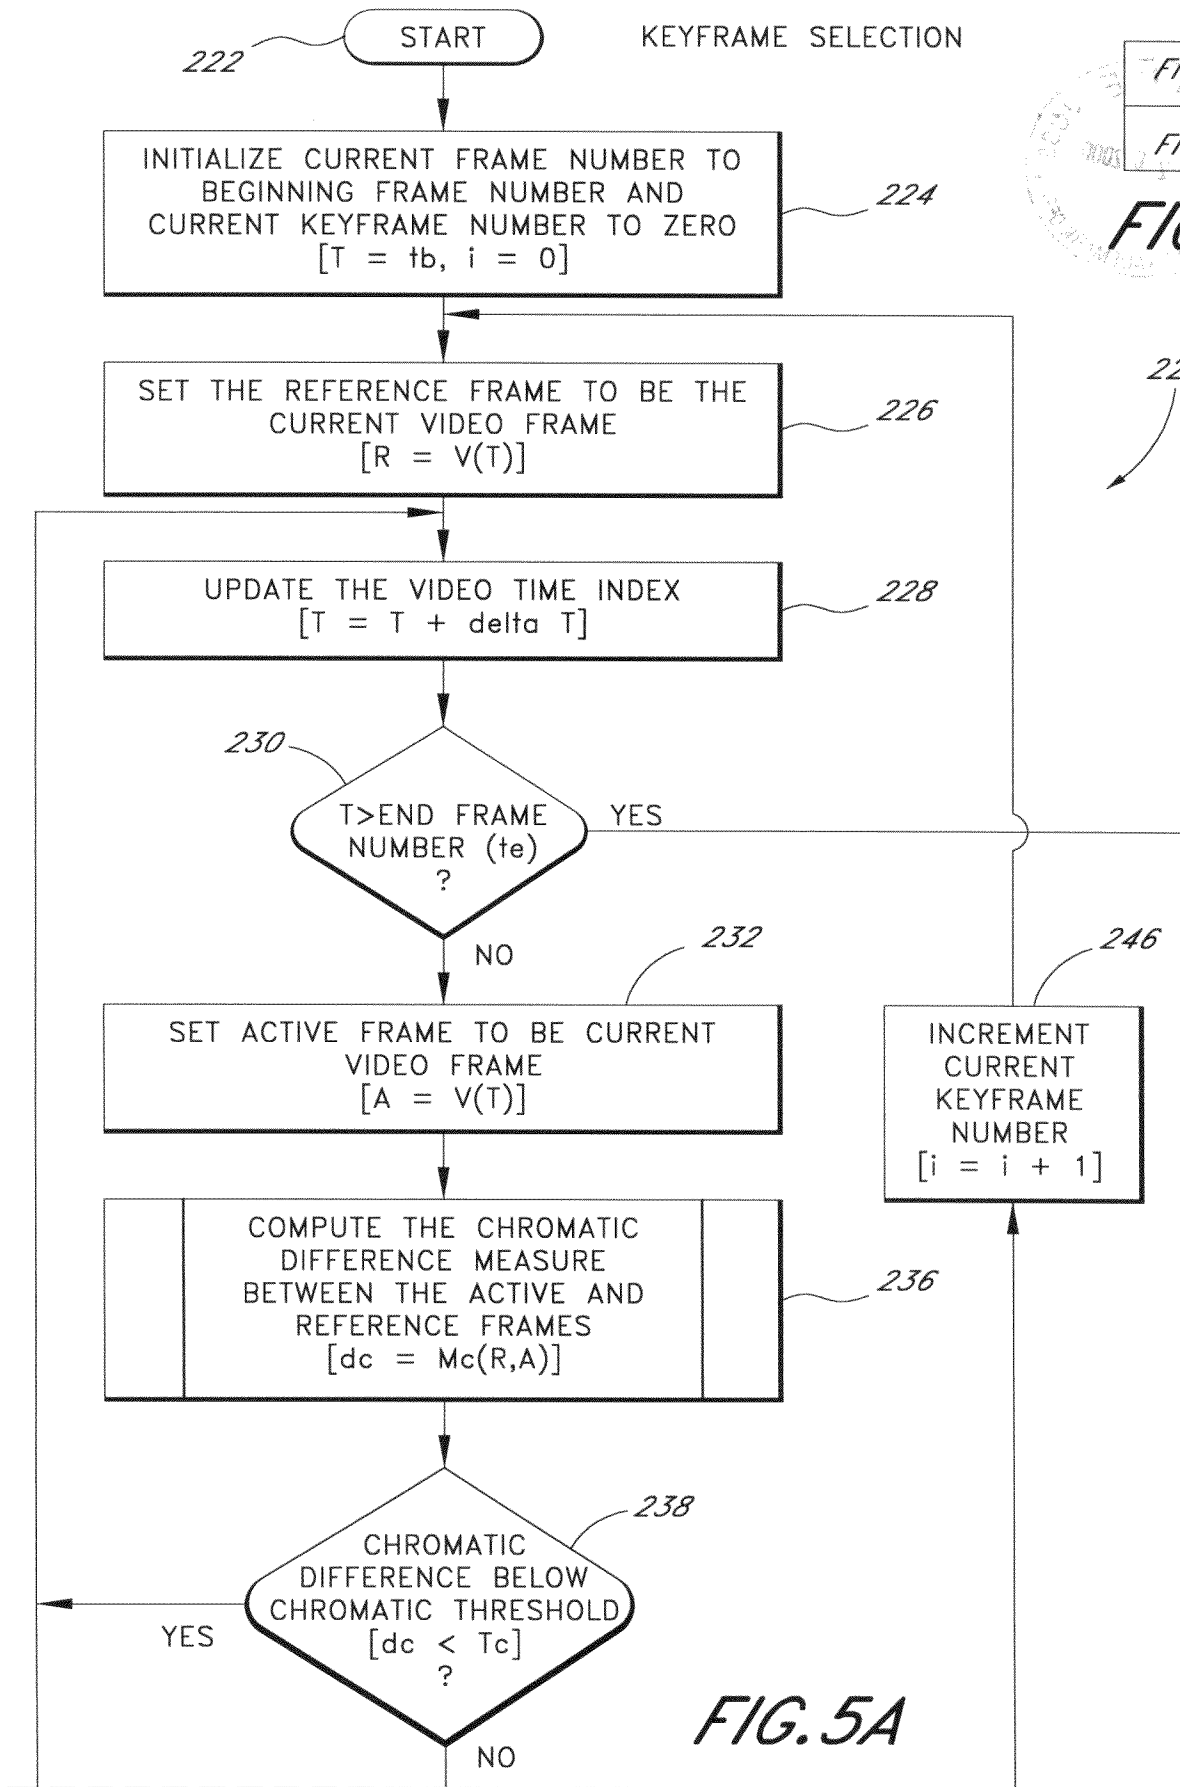 START
KEYFRAME SELECTION
222
INITIALIZE CURRENT FRAME NUMBER TO
BEGINNING FRAME NUMBER AND
CURRENT KEYFRAME NUMBER TO ZERO
[T = tb, i = 0]
224
SET THE REFERENCE FRAME TO BE THE
CURRENT VIDEO FRAME
[R = V(T)]
226
UPDATE THE VIDEO TIME INDEX
[T = T + delta T]
228
230
T>END FRAME
NUMBER (te)
?
YES
NO
232
SET ACTIVE FRAME TO BE CURRENT
VIDEO FRAME
[A = V(T)]
246
INCREMENT
CURRENT
KEYFRAME
NUMBER
[i = i + 1]
COMPUTE THE CHROMATIC
DIFFERENCE MEASURE
BETWEEN THE ACTIVE AND
REFERENCE FRAMES
[dc = Mc(R,A)]
236
238
CHROMATIC
DIFFERENCE BELOW
CHROMATIC THRESHOLD
[dc < Tc]
?
YES
NO
FIG.5A